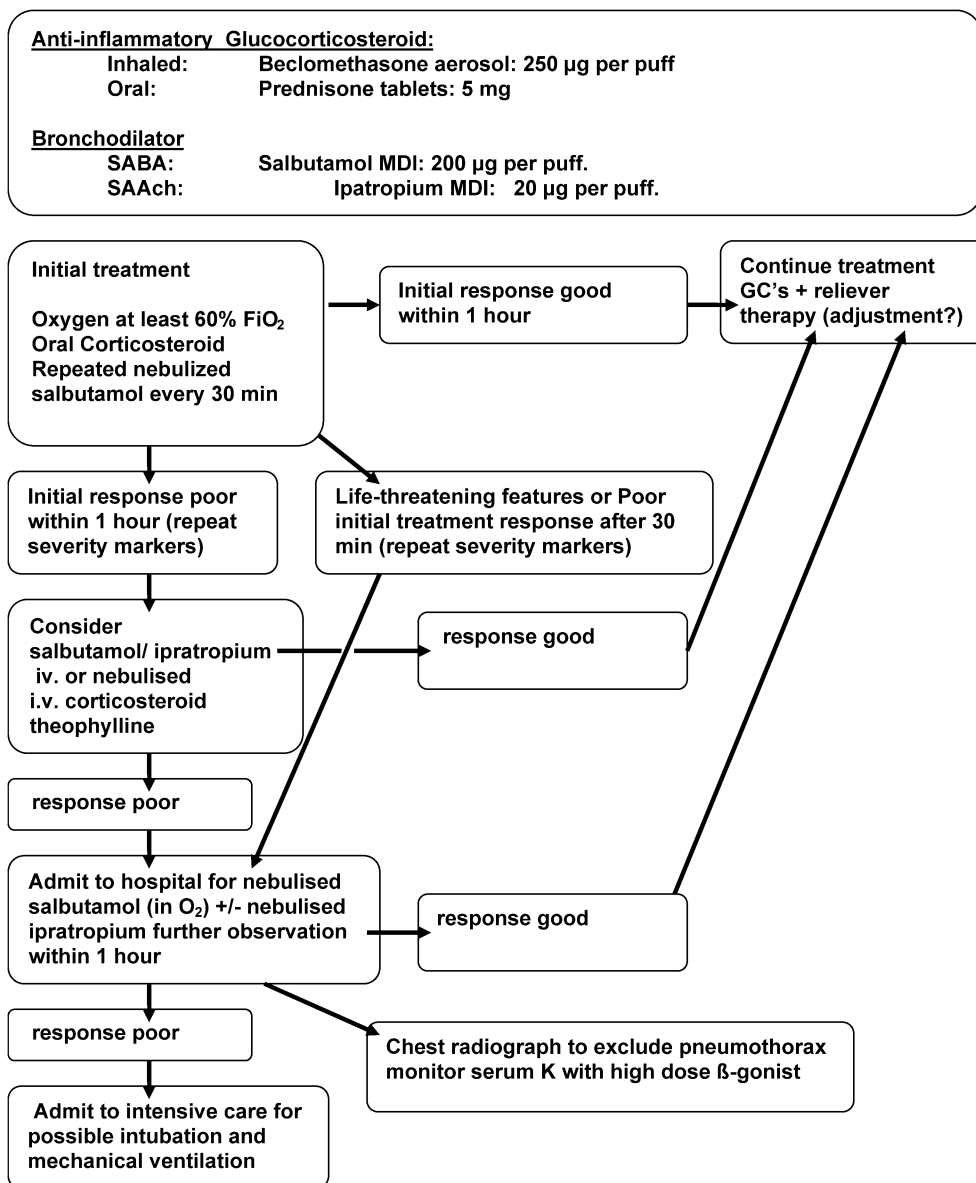 Anti-inflammatory Glucocorticosteroid:
Inhaled: Beclomethasone aerosol: 250 µg per puff
Oral: Prednisone tablets: 5 mg
Bronchodilator
SABA: Salbutamol MDI: 200 µg per puff.
SAAch: Ipatropium MDI: 20 µg per puff.
Initial treatment
Oxygen at least 60% FiO₂
Oral Corticosteroid
Repeated nebulized
salbutamol every 30 min
Initial response good
within 1 hour
Continue treatment
GC's + reliever
therapy (adjustment?)
Initial response poor
within 1 hour (repeat
severity markers)
Life-threatening features or Poor
initial treatment response after 30
min (repeat severity markers)
Consider
salbutamol/ ipratropium
iv. or nebulised
i.v. corticosteroid
theophylline
response good
response poor
Admit to hospital for nebulised
salbutamol (in O₂) +/- nebulised
ipratropium further observation
within 1 hour
response good
response poor
Chest radiograph to exclude pneumothorax
monitor serum K with high dose ß-gonist
Admit to intensive care for
possible intubation and
mechanical ventilation